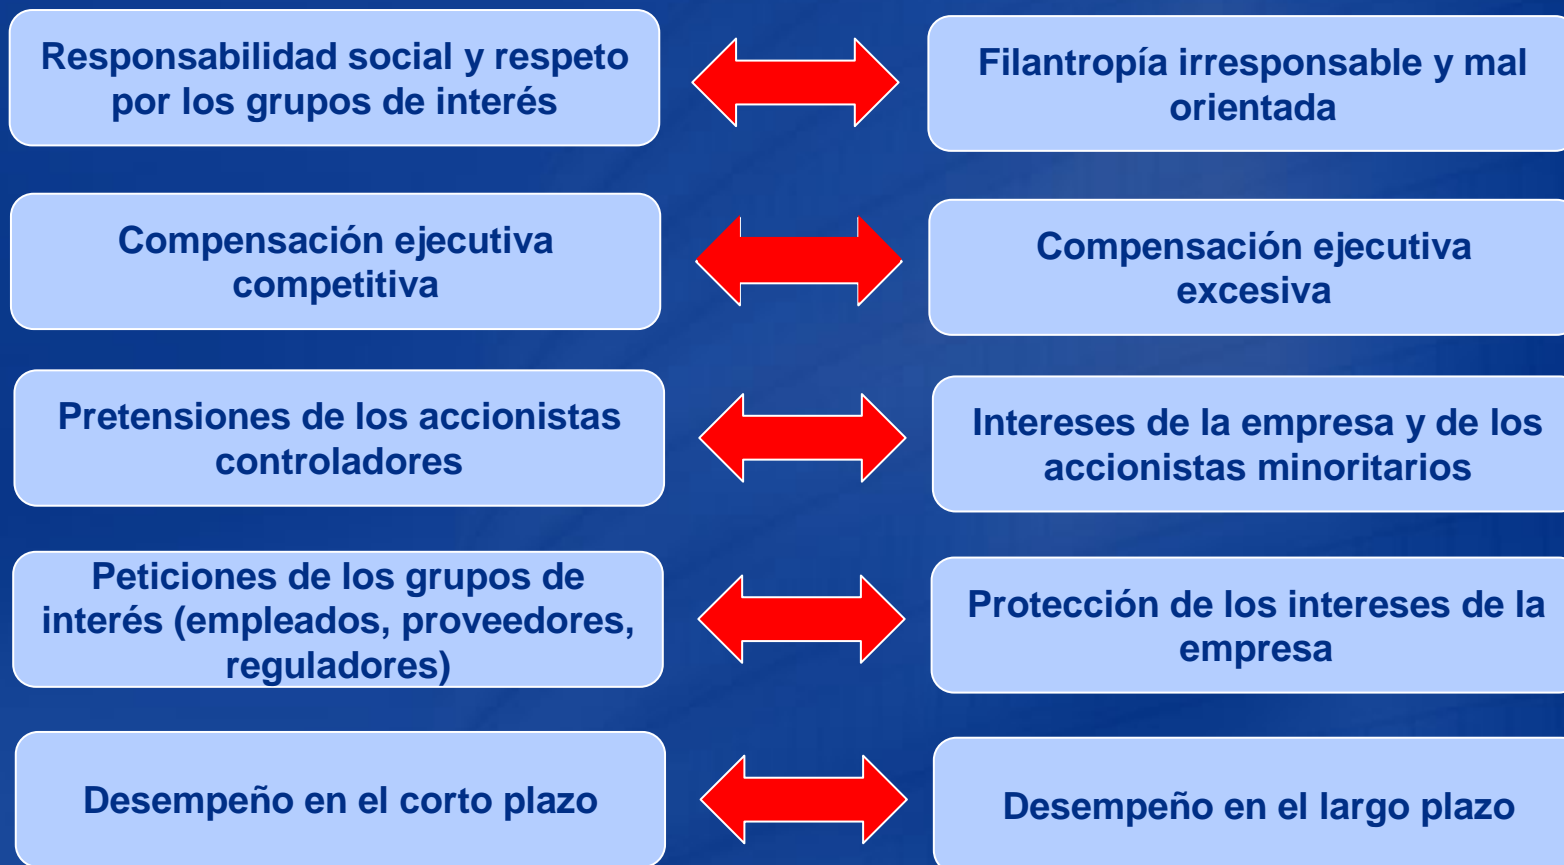 Responsabilidad social y respeto
por los grupos de interés
Filantropía irresponsable y mal
orientada
Compensación ejecutiva
competitiva
Compensación ejecutiva
excesiva
Pretensiones de los accionistas
controladores
Intereses de la empresa y de los
accionistas minoritarios
Peticiones de los grupos de
interés (empleados, proveedores,
reguladores)
Protección de los intereses de la
empresa
Desempeño en el corto plazo
Desempeño en el largo plazo